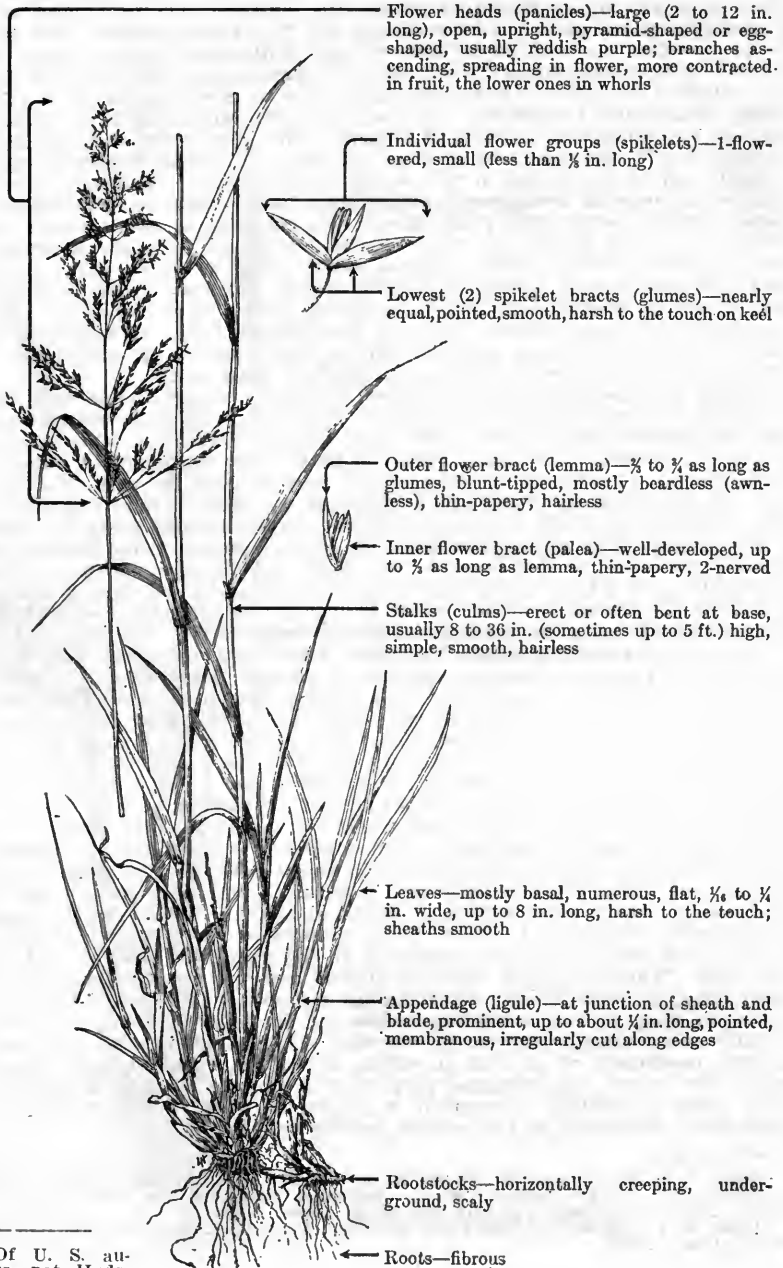 Flower heads (panicles)—large (2 to 12 in.
long), open, upright, pyramid-shaped or egg-
shaped, usually reddish purple; branches as-
cending, spreading in flower, more contracted
in fruit, the lower ones in whorls
Individual flower groups (spikelets)—1-flow-
ered, small (less than ⅛ in. long)
Lowest (2) spikelet bracts (glumes)—nearly
equal, pointed, smooth, harsh to the touch on keel
Outer flower bract (lemma)—⅔ to ¾ as long as
glumes, blunt-tipped, mostly beardless (awn-
less), thin-papery, hairless
Inner flower bract (palea)—well-developed, up
to ⅔ as long as lemma, thin-papery, 2-nerved
Stalks (culms)—erect or often bent at base,
usually 8 to 36 in. (sometimes up to 5 ft.) high,
simple, smooth, hairless
Leaves—mostly basal, numerous, flat, 1/16 to ¼
in. wide, up to 8 in. long, harsh to the touch;
sheaths smooth
Appendage (ligule)—at junction of sheath and
blade, prominent, up to about ¼ in. long, pointed,
membranous, irregularly cut along edges
Rootstocks—horizontally creeping, under-
ground, scaly
Of U. S. au-
Roots—fibrous